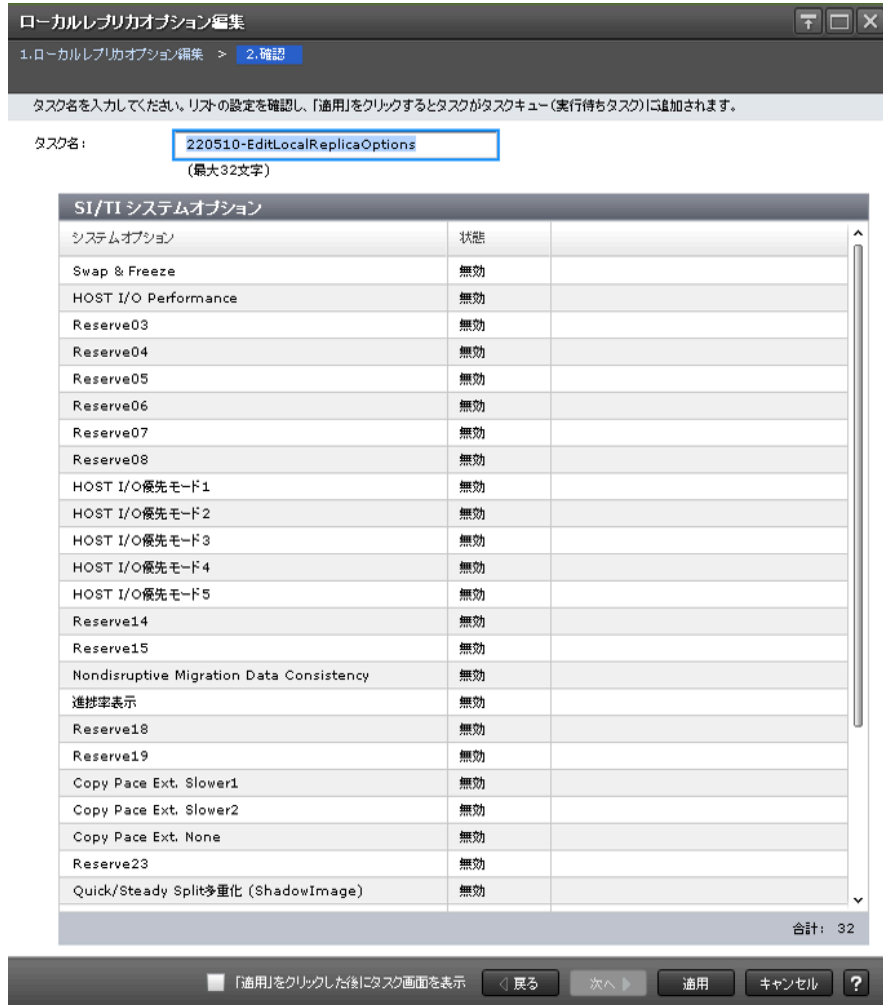 ローカルレプリカオプション編集
1.ローカルレプリカオプション編集 > 2.確認
タスク名を入力してください。リストの設定を確認し、「適用」をクリックするとタスクがタスクキュー(実行待ちタスク)に追加されます。
タスク名: 220510-EditLocalReplicaOptions
(最大32文字)
SI/TI システムオプション
システムオプション 状態
Swap & Freeze 無効
HOST I/O Performance 無効
Reserve03 無効
Reserve04 無効
Reserve05 無効
Reserve06 無効
Reserve07 無効
Reserve08 無効
HOST I/O優先モード1 無効
HOST I/O優先モード2 無効
HOST I/O優先モード3 無効
HOST I/O優先モード4 無効
HOST I/O優先モード5 無効
Reserve14 無効
Reserve15 無効
Nondisruptive Migration Data Consistency 無効
進捗率表示 無効
Reserve18 無効
Reserve19 無効
Copy Pace Ext. Slower1 無効
Copy Pace Ext. Slower2 無効
Copy Pace Ext. None 無効
Reserve23 無効
Quick/Steady Split多重化 (ShadowImage) 無効
合計: 32
「適用」をクリックした後にタスク画面を表示 戻る 次へ 適用 キャンセル ?